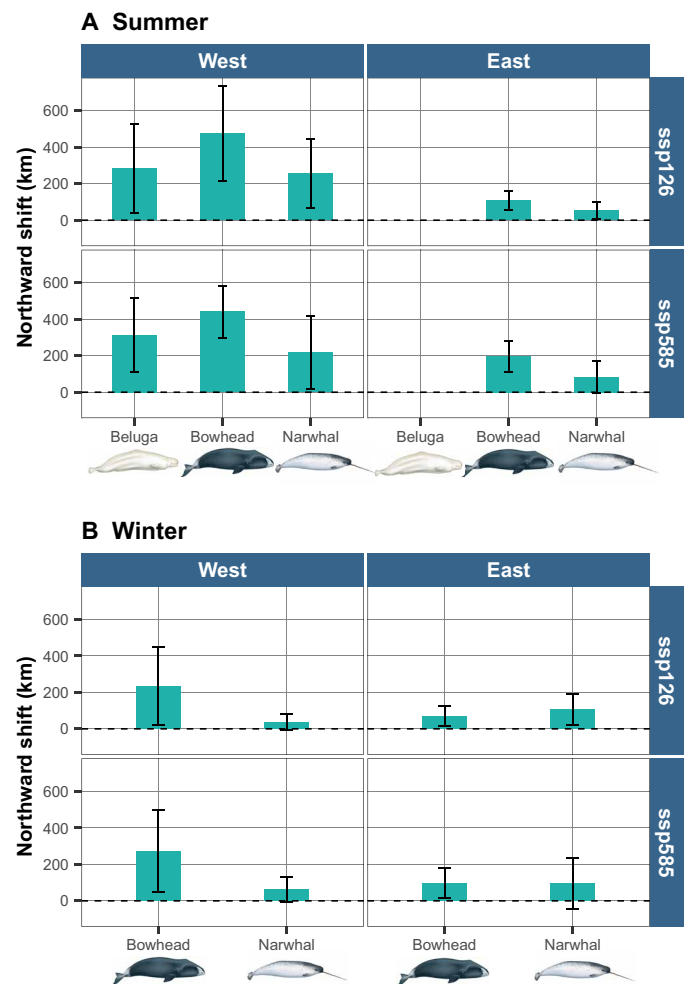 A Summer
West East
Northward shift (km)
600
400
200
0
ssp126
600
400
200
0
ssp585
Beluga Bowhead Narwhal Beluga Bowhead Narwhal
B Winter
West East
Northward shift (km)
600
400
200
0
ssp126
600
400
200
0
ssp585
Bowhead Narwhal Bowhead Narwhal